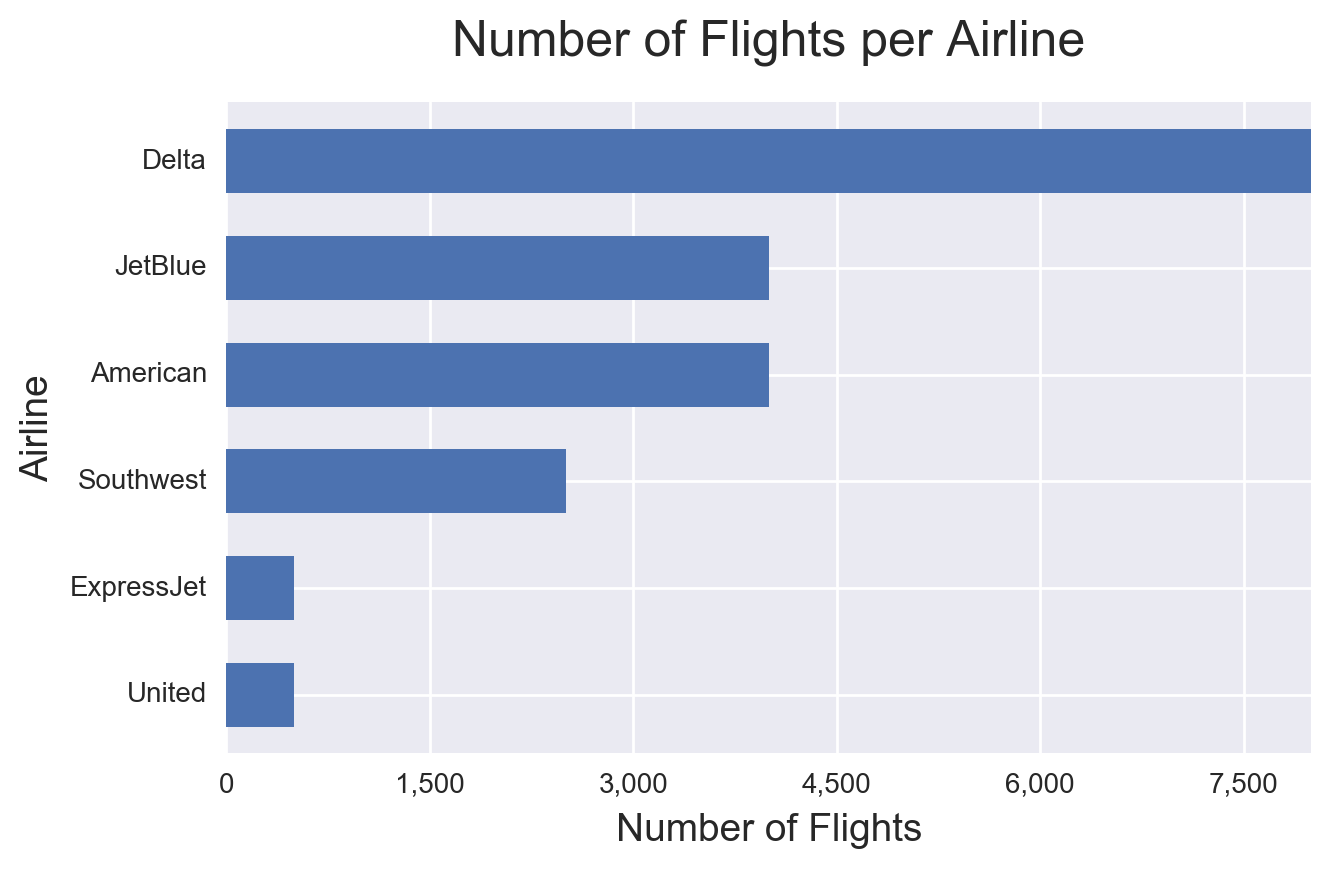 Number of Flights per Airline
Delta
JetBlue
American
Southwest
ExpressJet
United
Airline
0 1,500 3,000 4,500 6,000 7,500
Number of Flights